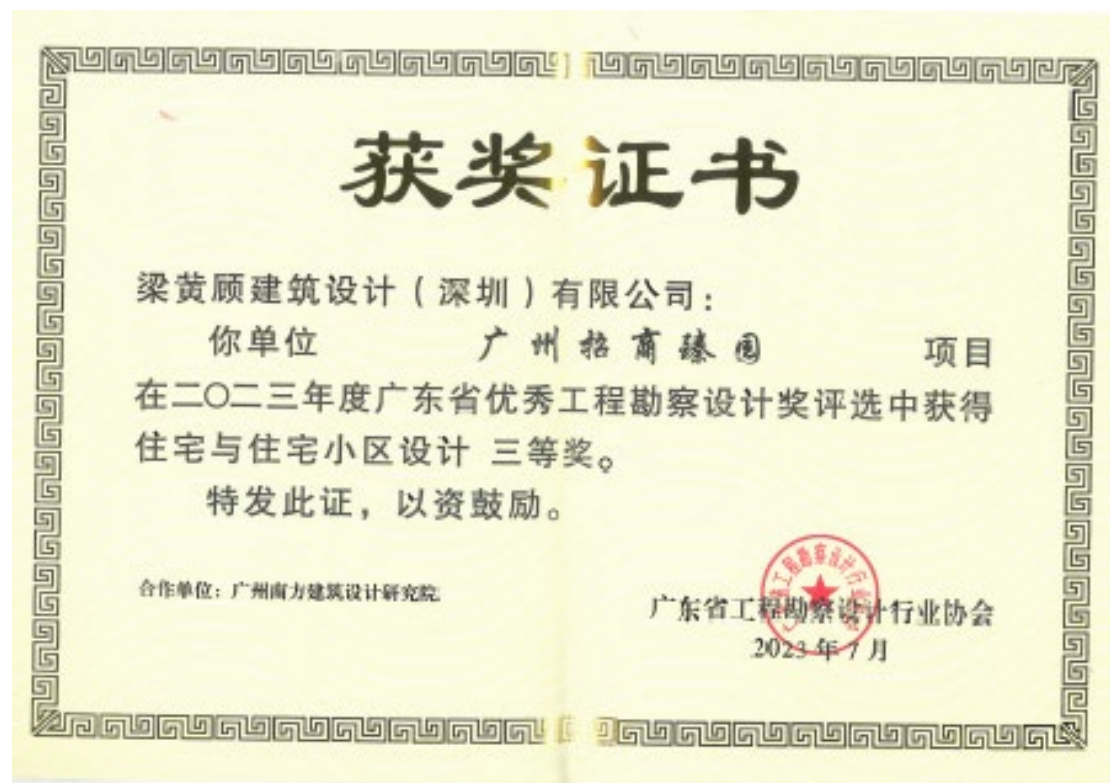 获奖证书
梁黄顾建筑设计(深圳)有限公司:
你单位 广州招商臻园 项目
在二〇二三年度广东省优秀工程勘察设计奖评选中获得
住宅与住宅小区设计 三等奖。
特发此证,以资鼓励。
合作单位:广州南方建筑设计研究院
广东省工程勘察设计行业协会
2023年7月